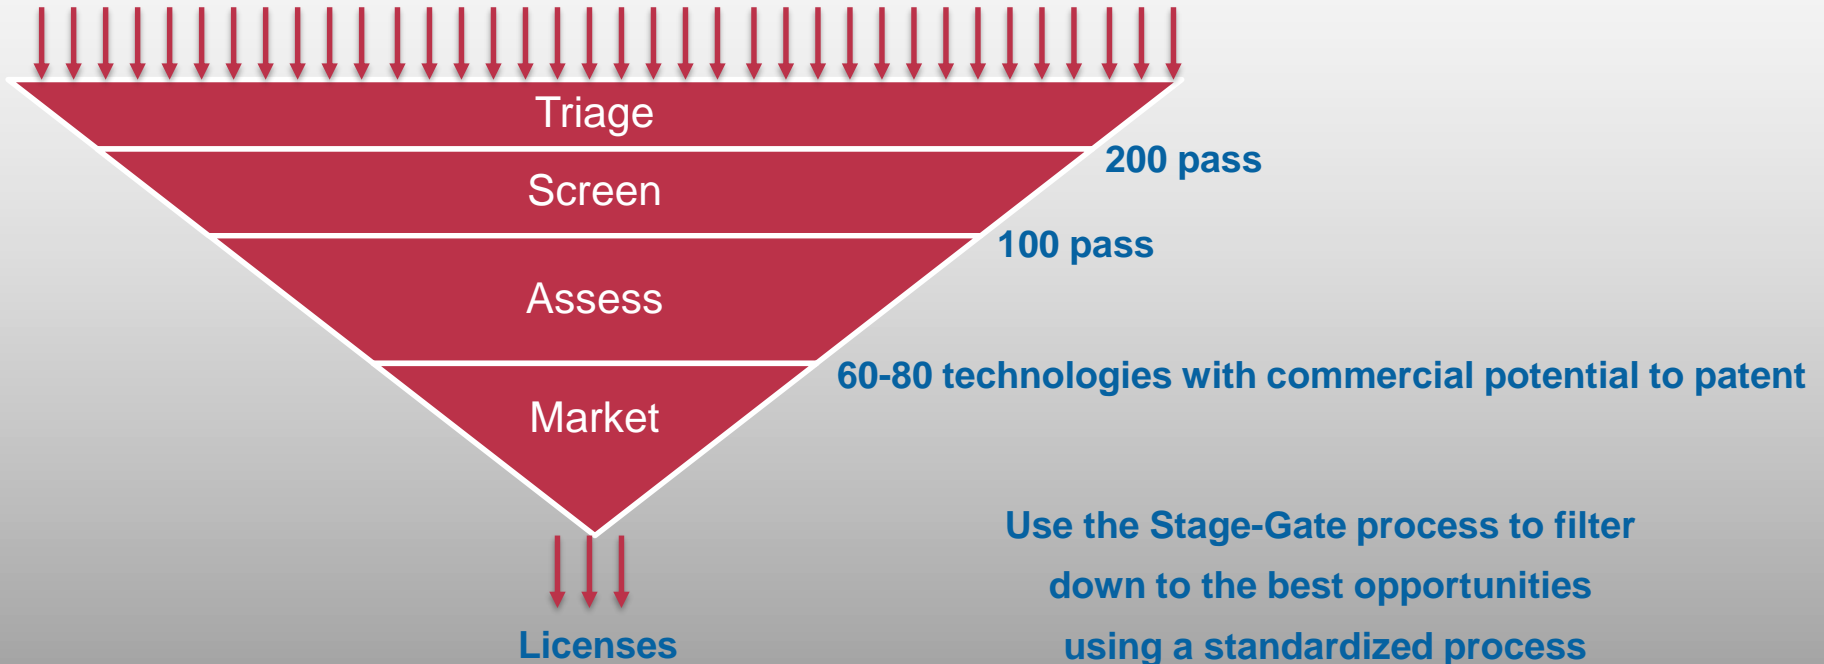 Triage
200 pass
Screen
100 pass
Assess
60-80 technologies with commercial potential to patent
Market
Use the Stage-Gate process to filter
down to the best opportunities
using a standardized process
Licenses